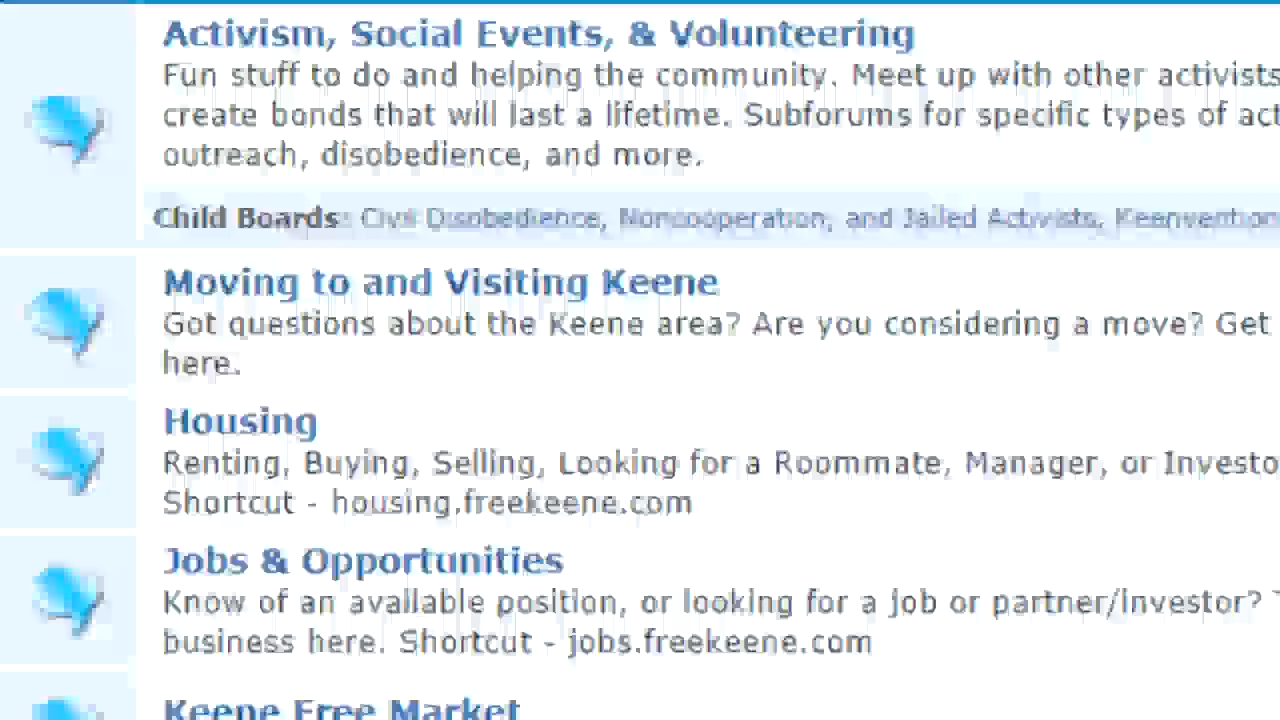 Activism, Social Events, & Volunteering
Fun stuff to do and helping the community. Meet up with other activists
create bonds that will last a lifetime. Subforums for specific types of act
outreach, disobedience, and more.
Child Boards: Civil Disobedience, Noncooperation, and Jailed Activists, Keenvention
Moving to and Visiting Keene
Got questions about the Keene area? Are you considering a move? Get
here.
Housing
Renting, Buying, Selling, Looking for a Roommate, Manager, or Investo
Shortcut - housing.freekeene.com
Jobs & Opportunities
Know of an available position, or looking for a job or partner/investor?
business here. Shortcut - jobs.freekeene.com
Keene Free Market